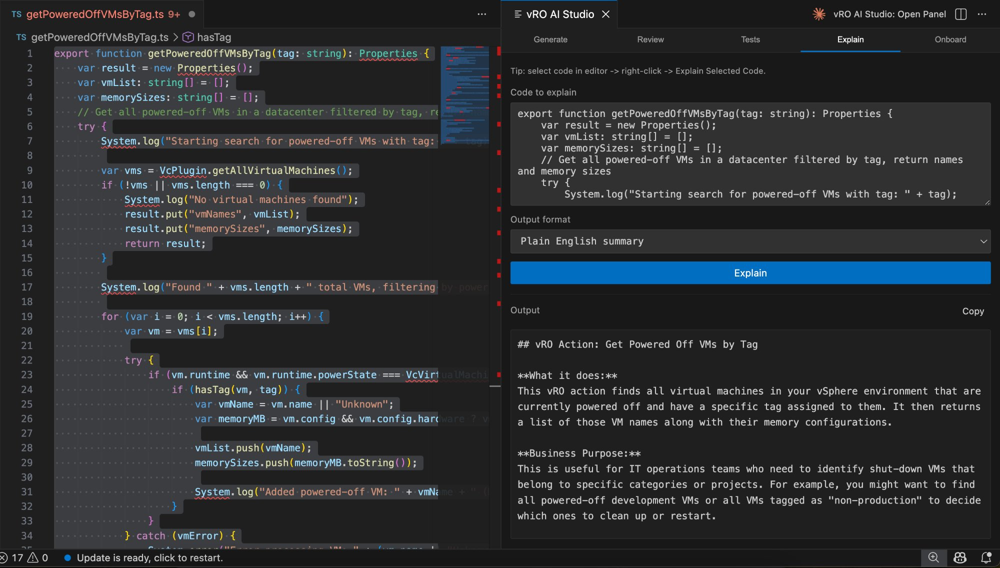 TS getPoweredOffVMsByTag.ts 9+
TS getPoweredOffVMsByTag.ts > hasTag
1 export function getPoweredOffVMsByTag(tag: string): Properties {
2 var result = new Properties();
3 var vmList: string[] = [];
4 var memorySizes: string[] = [];
5 // Get all powered-off VMs in a datacenter filtered by tag, re
6 try {
7 System.log("Starting search for powered-off VMs with tag:
8
9 var vms = VcPlugin.getAllVirtualMachines();
10 if (!vms || vms.length === 0) {
11 System.log("No virtual machines found");
12 result.put("vmNames", vmList);
13 result.put("memorySizes", memorySizes);
14 return result;
15 }
16
17 System.log("Found " + vms.length + " total VMs, filtering by power
18
19 for (var i = 0; i < vms.length; i++) {
20 var vm = vms[i];
21
22 try {
23 if (vm.runtime && vm.runtime.powerState === VcVirtualMachi
24 if (hasTag(vm, tag)) {
25 var vmName = vm.name || "Unknown";
26 var memoryMB = vm.config && vm.config.hardware ? v
27
28 vmList.push(vmName);
29 memorySizes.push(memoryMB.toString());
30
31 System.log("Added powered-off VM: " + vmName + " (
32 }
33 }
34 } catch (vmError) {
17 0 Update is ready, click to restart.
vRO AI Studio
vRO AI Studio: Open Panel
Generate Review Tests Explain Onboard
Tip: select code in editor -> right-click -> Explain Selected Code.
Code to explain
export function getPoweredOffVMsByTag(tag: string): Properties {
var result = new Properties();
var vmList: string[] = [];
var memorySizes: string[] = [];
// Get all powered-off VMs in a datacenter filtered by tag, return names
and memory sizes
try {
System.log("Starting search for powered-off VMs with tag: " + tag);
Output format
Plain English summary
Explain
Output
Copy
## vRO Action: Get Powered Off VMs by Tag
**What it does:**
This vRO action finds all virtual machines in your vSphere environment that are
currently powered off and have a specific tag assigned to them. It then returns
a list of those VM names along with their memory configurations.
**Business Purpose:**
This is useful for IT operations teams who need to identify shut-down VMs that
belong to specific categories or projects. For example, you might want to find
all powered-off development VMs or all VMs tagged as "non-production" to decide
which ones to clean up or restart.